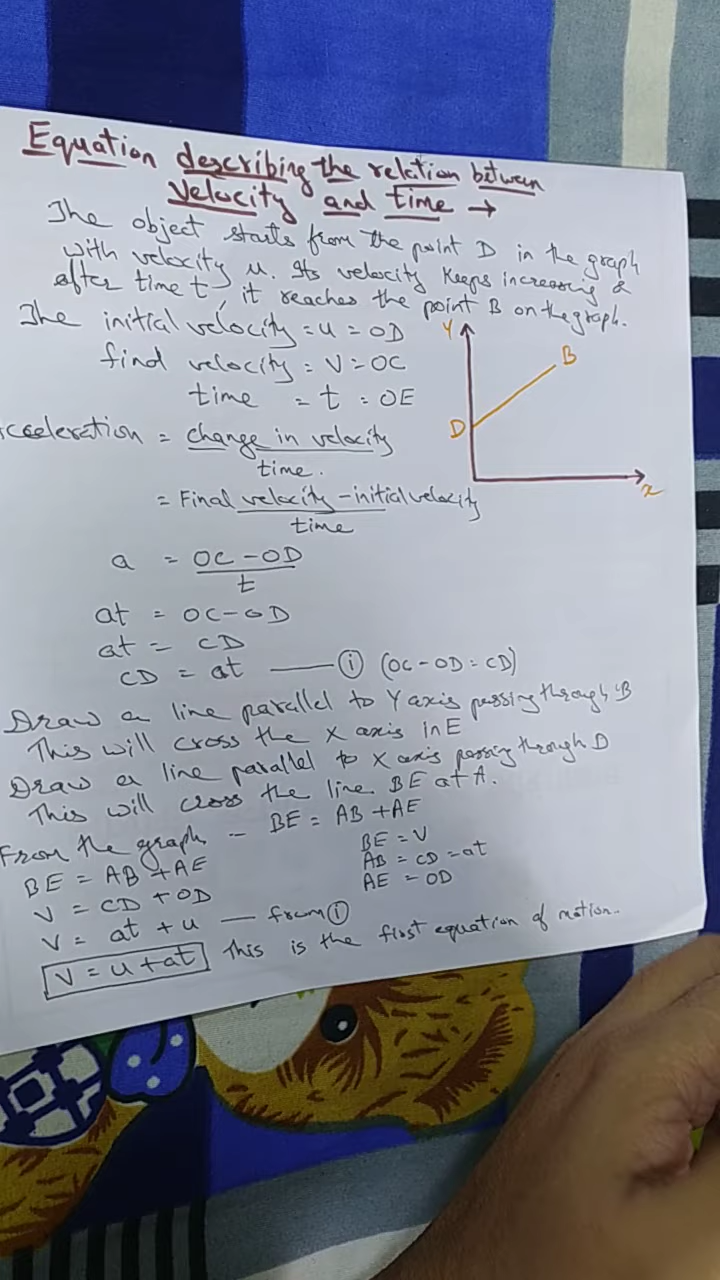 Equation describing the relation between
Velocity and time →
The object starts from the point D in the graph
with velocity u. Its velocity keeps increasing &
after time t, it reaches the point B on the graph.
The initial velocity = u = OD
find velocity = V = OC
time = t = OE
Y
B
D
x
cceleration = change in velocity
time.
= Final velocity - initial velocity
time
a = OC - OD
t
at = OC - OD
at = CD
CD = at —— (i) (OC - OD = CD)
Draw a line parallel to Y axis passing through B
This will cross the X axis in E
Draw a line parallel to X axis passing through D
This will cross the line BE at A.
From the graph - BE = AB + AE
BE = AB + AE
V = CD + OD
V = at + u — from (i)
V = u + at This is the first equation of motion.
BE = V
AB = CD = at
AE = OD